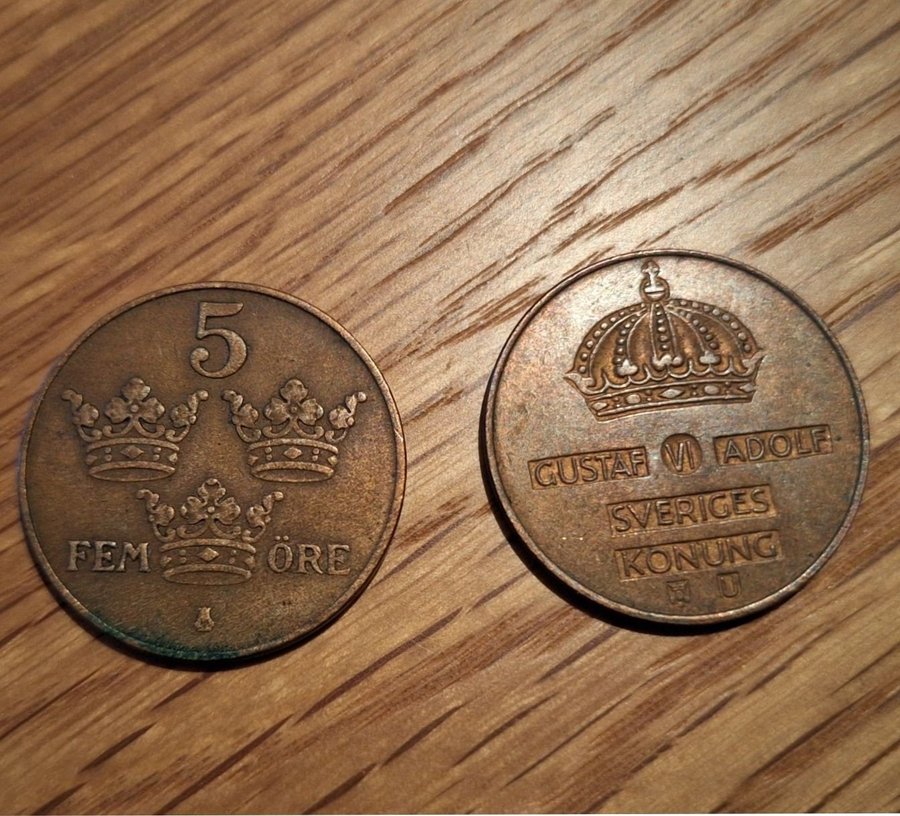 5
FEM ÖRE
GUSTAF VI ADOLF
SVERIGES
KONUNG
U